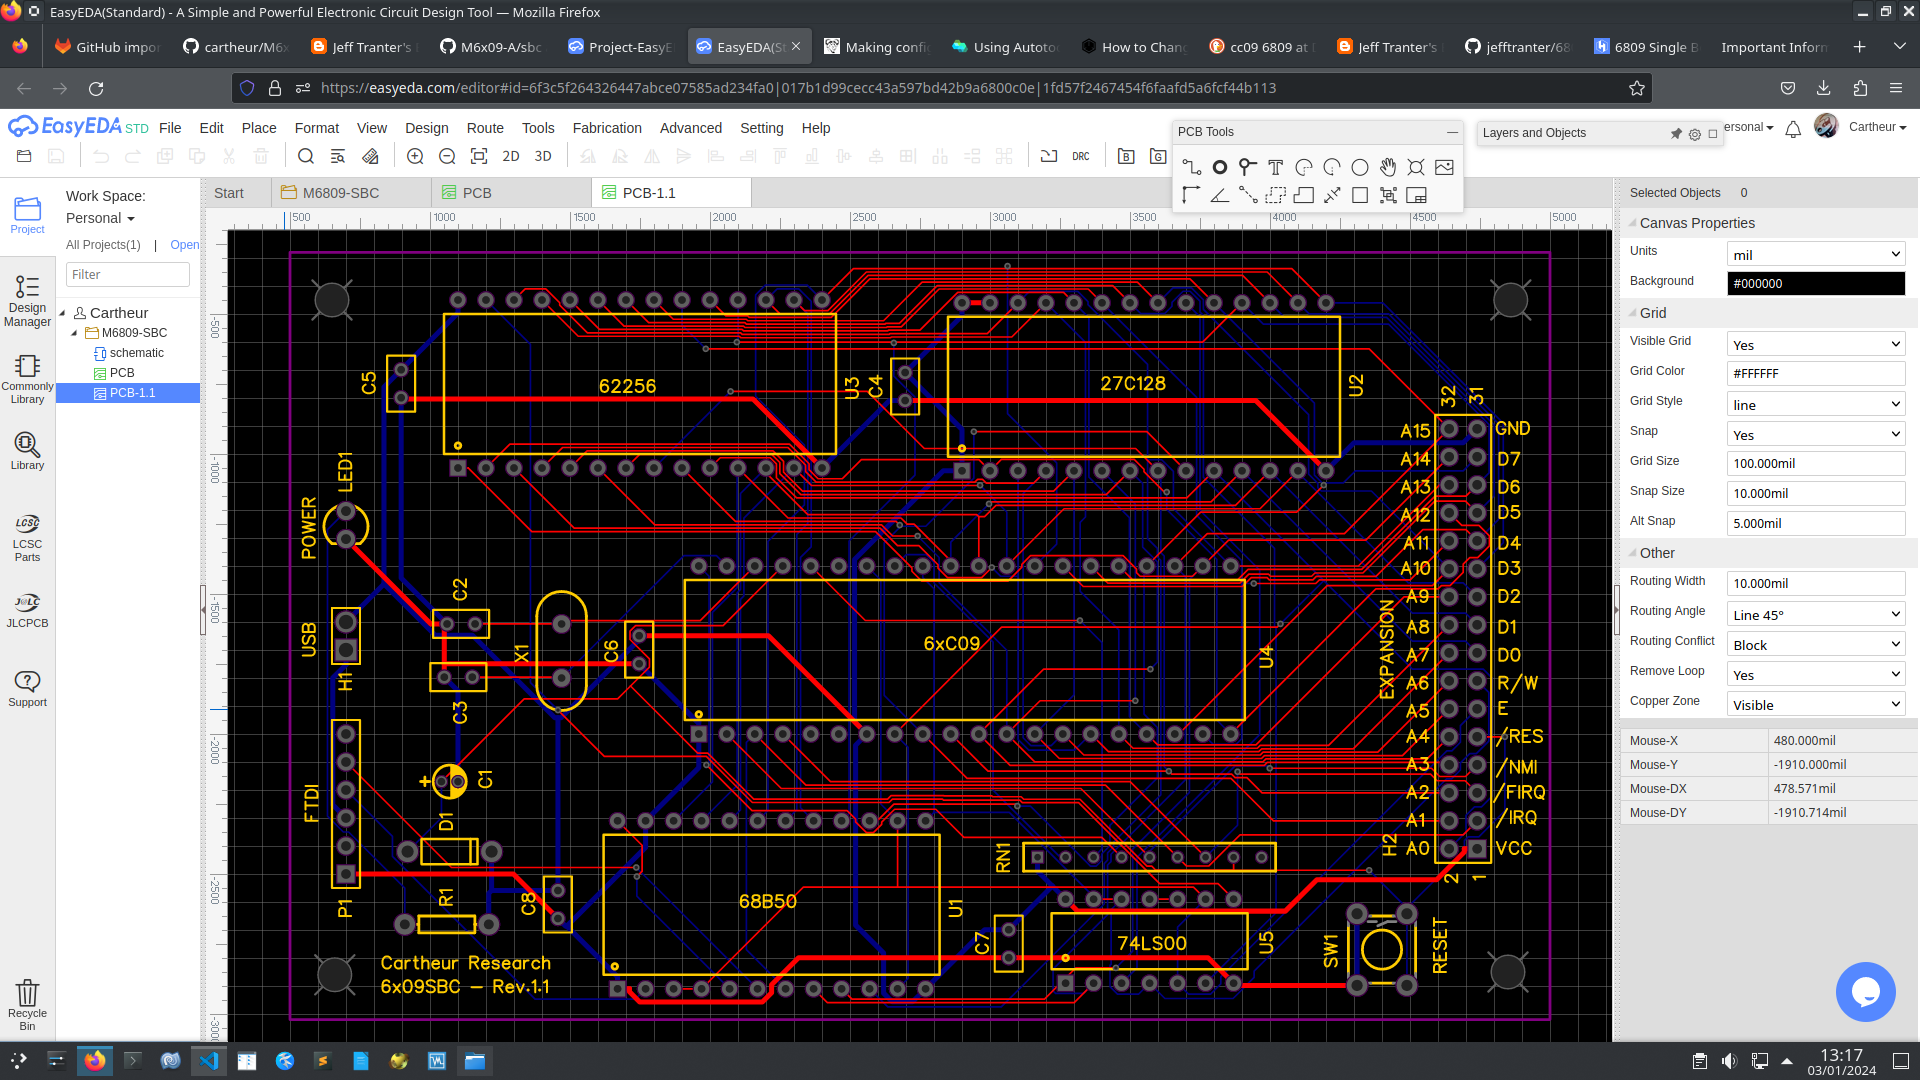 EasyEDA(Standard) - A Simple and Powerful Electronic Circuit Design Tool — Mozilla Firefox
GitHub impor
cartheur/M6x
Jeff Tranter's
M6x09-A/sbc
Project-EasyE
EasyEDA(St
Making confi
Using Autoto
How to Chang
cc09 6809 at
Jeff Tranter's
jefftranter/68
6809 Single B
Important Inform
https://easyeda.com/editor#id=6f3c5f264326447abce07585ad234fa0|017b1d99cecc43a597bd42b9a6800c0e|1fd57f2467454f6faafd5a6fcf44b113
EasyEDA STD File Edit Place Format View Design Route Tools Fabrication Advanced Setting Help
PCB Tools
Layers and Objects
ersonal
Cartheur
2D 3D
DRC
B G
Work Space:
Personal
All Projects(1) | Open
Filter
Cartheur
M6809-SBC
schematic
PCB
PCB-1.1
Project
Design Manager
Commonly Library
Library
LCSC
LCSC Parts
JLCPCB
Support
Recycle Bin
Start
M6809-SBC
PCB
PCB-1.1
500 1000 1500 2000 2500 3000 3500 4000 4500 5000
-500
-1000
-1500
-2000
-2500
-3000
C5
62256
U3
C4
27C128
U2
32 31
LED1
POWER
C2
USB
X1
C6
6xC09
U4
H1
C3
FTDI
C1
D1
P1
R1
C8
68B50
U1
RN1
C7
74LS00
U5
SW1
RESET
EXPANSION
H2
A15 GND
A14 D7
A13 D6
A12 D5
A11 D4
A10 D3
A9 D2
A8 D1
A7 D0
A6 R/W
A5 E
A4 /RES
A3 /NMI
A2 /FIRQ
A1 /IRQ
A0 VCC
2 1
Cartheur Research
6x09SBC - Rev.1.1
Selected Objects 0
Canvas Properties
Units mil
Background #000000
Grid
Visible Grid Yes
Grid Color #FFFFFF
Grid Style line
Snap Yes
Grid Size 100.000mil
Snap Size 10.000mil
Alt Snap 5.000mil
Other
Routing Width 10.000mil
Routing Angle Line 45°
Routing Conflict Block
Remove Loop Yes
Copper Zone Visible
Mouse-X 480.000mil
Mouse-Y -1910.000mil
Mouse-DX 478.571mil
Mouse-DY -1910.714mil
13:17
03/01/2024